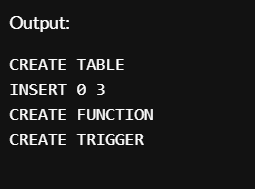 Output:
CREATE TABLE
INSERT 0 3
CREATE FUNCTION
CREATE TRIGGER